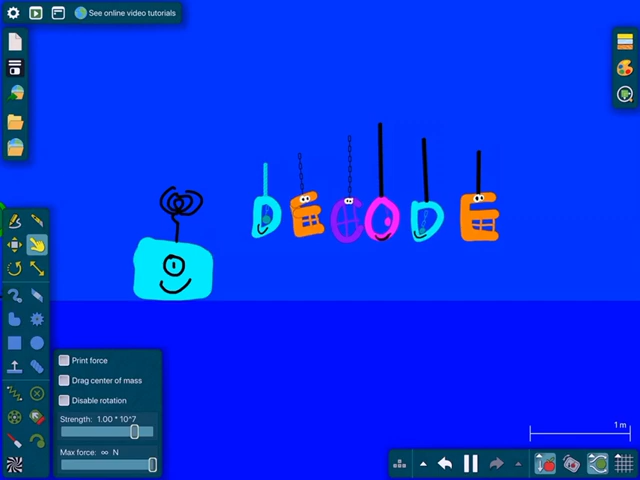 See online video tutorials
DECODE
Print force
Drag center of mass
Disable rotation
Strength: 1.00 * 10^7
Max force: ∞ N
1 m